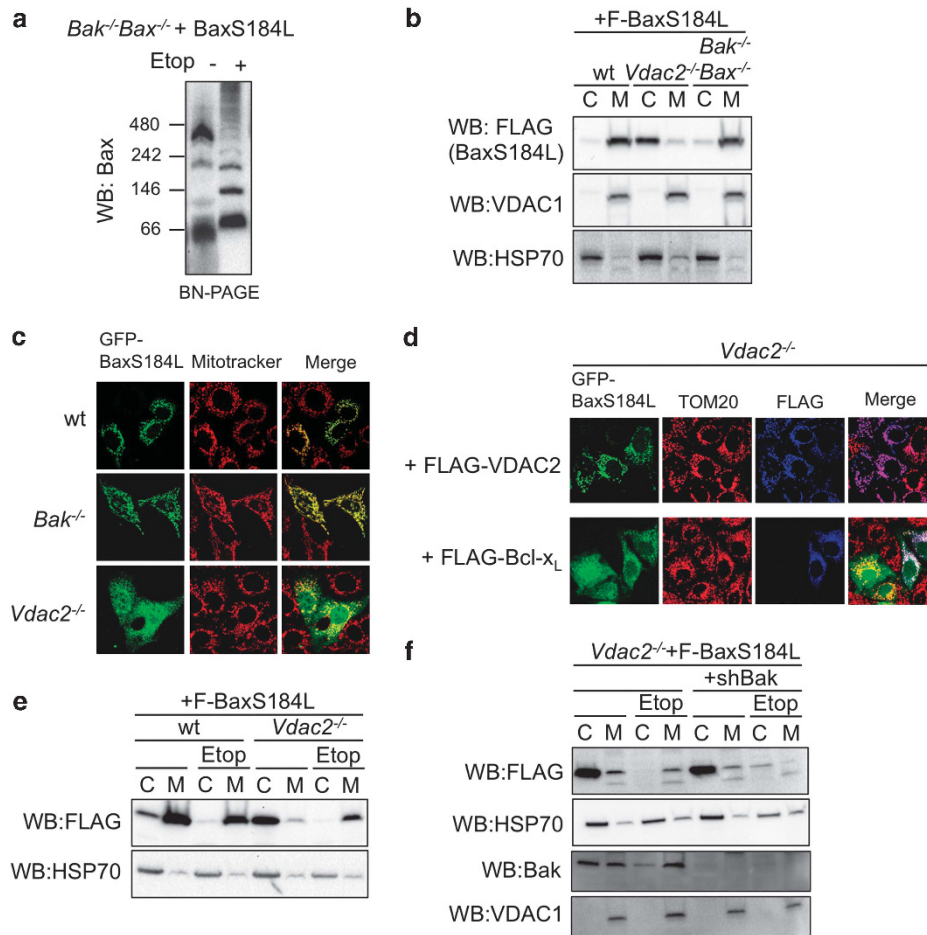 a
Bak-/-Bax-/- + BaxS184L
Etop - +
480
242
146
66
WB: Bax
BN-PAGE
b
+F-BaxS184L
Bak-/-
wt Vdac2-/- Bax-/-
C M C M C M
WB: FLAG
(BaxS184L)
WB:VDAC1
WB:HSP70
c
GFP-
BaxS184L Mitotracker Merge
wt
Bak-/-
Vdac2-/-
d
Vdac2-/-
GFP-
BaxS184L TOM20 FLAG Merge
+ FLAG-VDAC2
+ FLAG-Bcl-xL
e
+F-BaxS184L
wt Vdac2-/-
Etop Etop
C M C M C M C M
WB:FLAG
WB:HSP70
f
Vdac2-/-+F-BaxS184L
+shBak
Etop Etop
C M C M C M C M
WB:FLAG
WB:HSP70
WB:Bak
WB:VDAC1